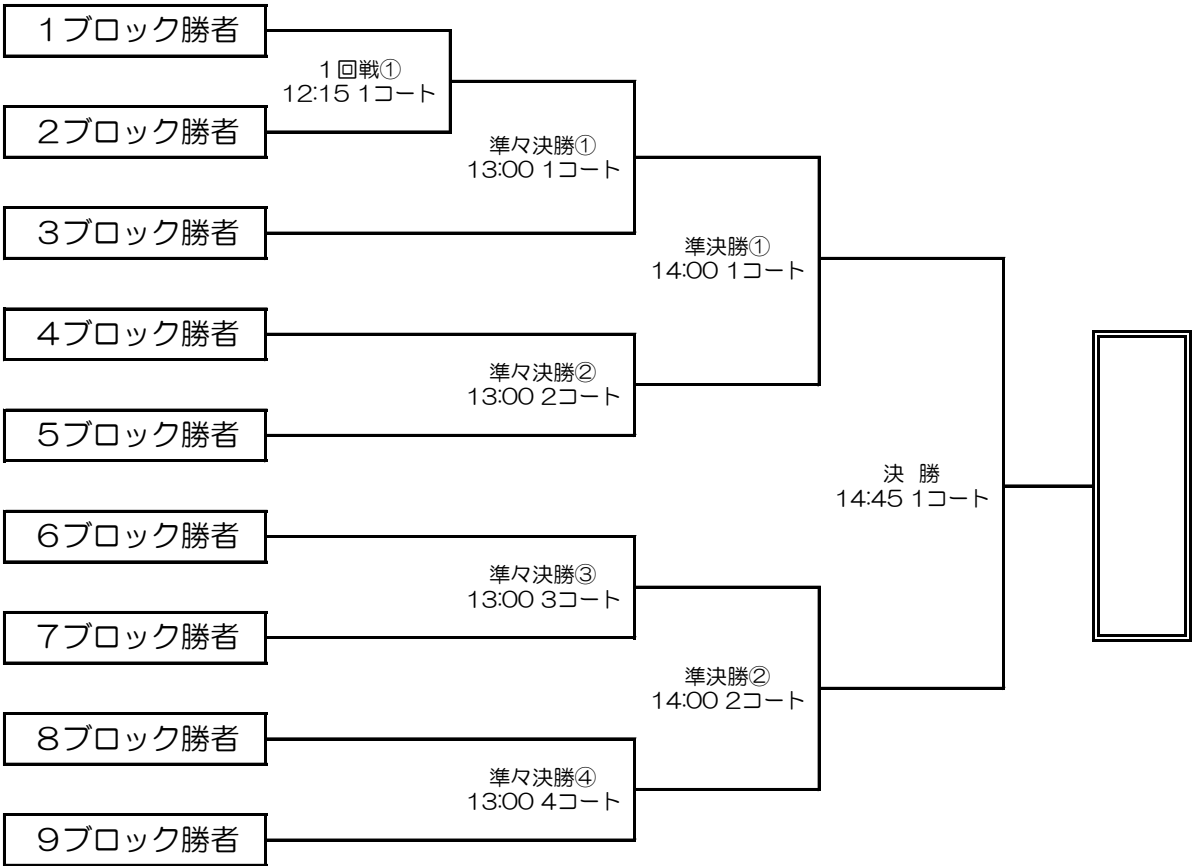 １ブロック勝者
１回戦①
12:15 1コート
２ブロック勝者
準々決勝①
13:00 1コート
３ブロック勝者
準決勝①
14:00 1コート
４ブロック勝者
準々決勝②
13:00 2コート
５ブロック勝者
決 勝
14:45 1コート
６ブロック勝者
準々決勝③
13:00 3コート
７ブロック勝者
準決勝②
14:00 2コート
８ブロック勝者
準々決勝④
13:00 4コート
９ブロック勝者